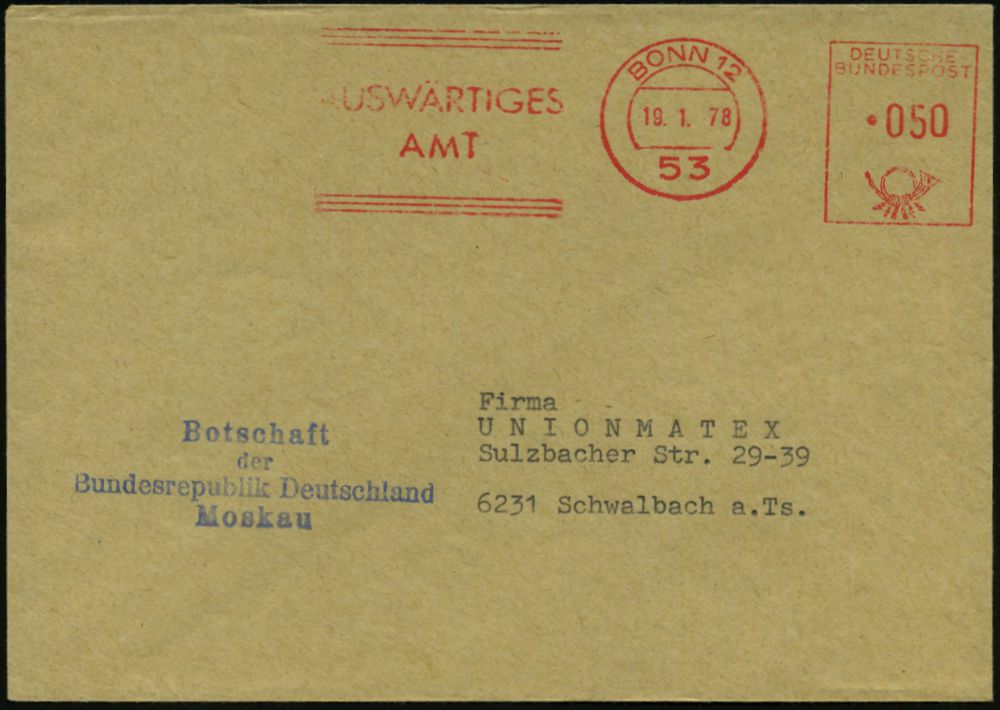 AUSWÄRTIGES
AMT
BONN 12
19. 1. 78
53
DEUTSCHE
BUNDESPOST
050
Botschaft
der
Bundesrepublik Deutschland
Moskau
Firma
UNIONMATEX
Sulzbacher Str. 29-39
6231 Schwalbach a.Ts.